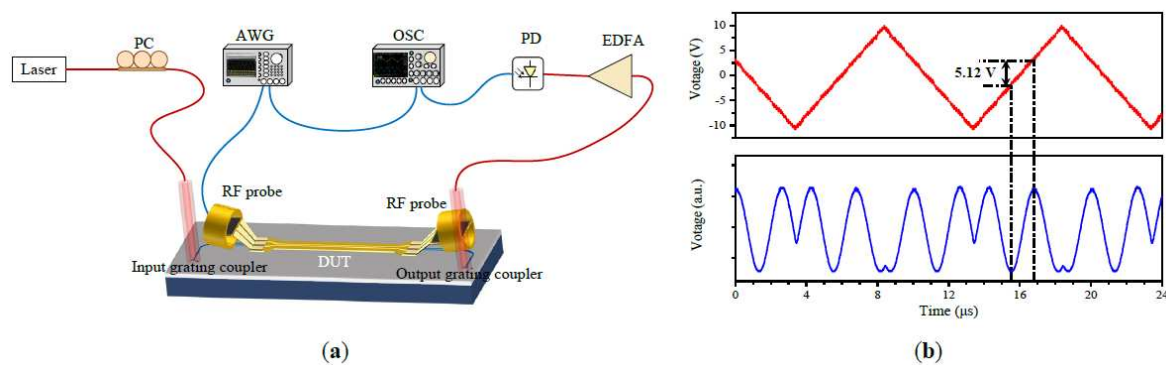 PC
AWG
OSC
PD
EDFA
Laser
RF probe
RF probe
Input grating coupler
DUT
Output grating coupler
(a)
Votage (V)
10
5
0
-5
-10
5.12 V
Votage (a.u.)
0
4
8
12
16
20
24
Time (μs)
(b)